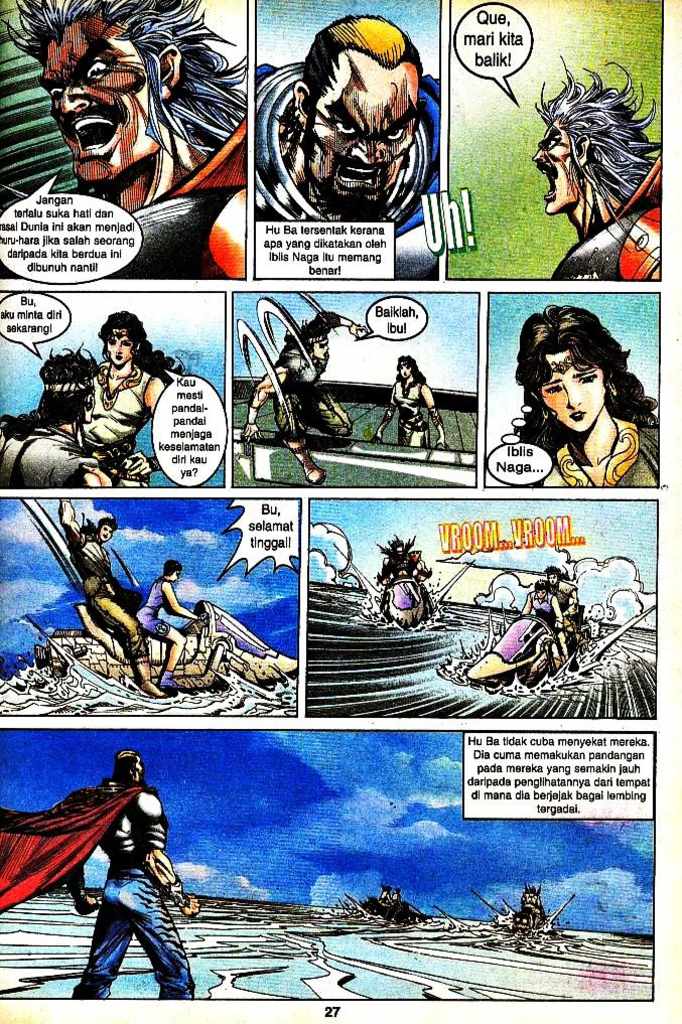 Jangan
terlalu suka hati dan
Dunia ini akan menjadi
huru-hara jika salah seorang
daripada kita berdua ini
dibunuh nanti!
Hu Ba tersentak kerana
apa yang dikatakan oleh
Iblis Naga itu memang
benar!
Uh!
Que,
mari kita
balik!
Bu,
aku minta diri
sekarang!
Kau
mesti
pandai-
pandai
menjaga
keselamatan
diri kau
ya?
Baiklah,
Ibu!
Iblis
Naga...
Bu,
selamat
tinggal!
VROOM...VROOM...
Hu Ba tidak cuba menyekat mereka.
Dia cuma memakukan pandangan
pada mereka yang semakin jauh
daripada penglihatannya dari tempat
di mana dia berjejak bagai lembing
tergadai.
27